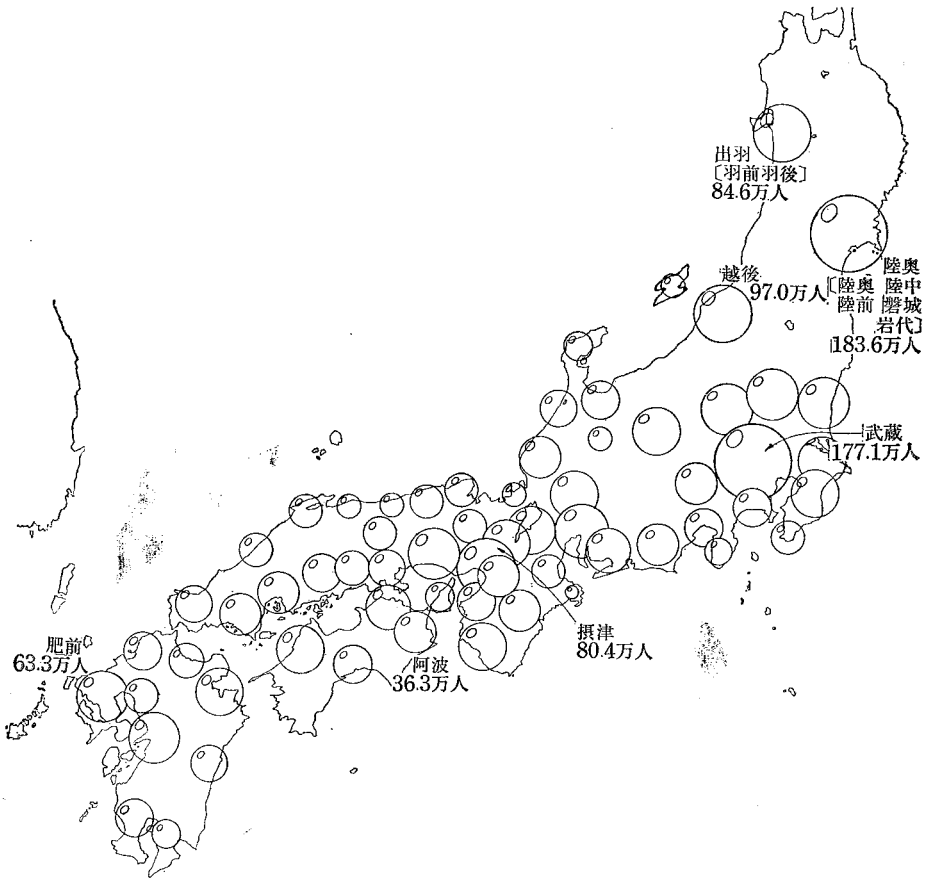 出羽
〔羽前羽後〕
84.6万人
越後
97.0万人
陸奥
〔陸奥 陸中
陸前 磐城
岩代〕
183.6万人
武蔵
177.1万人
摂津
80.4万人
阿波
36.3万人
肥前
63.3万人